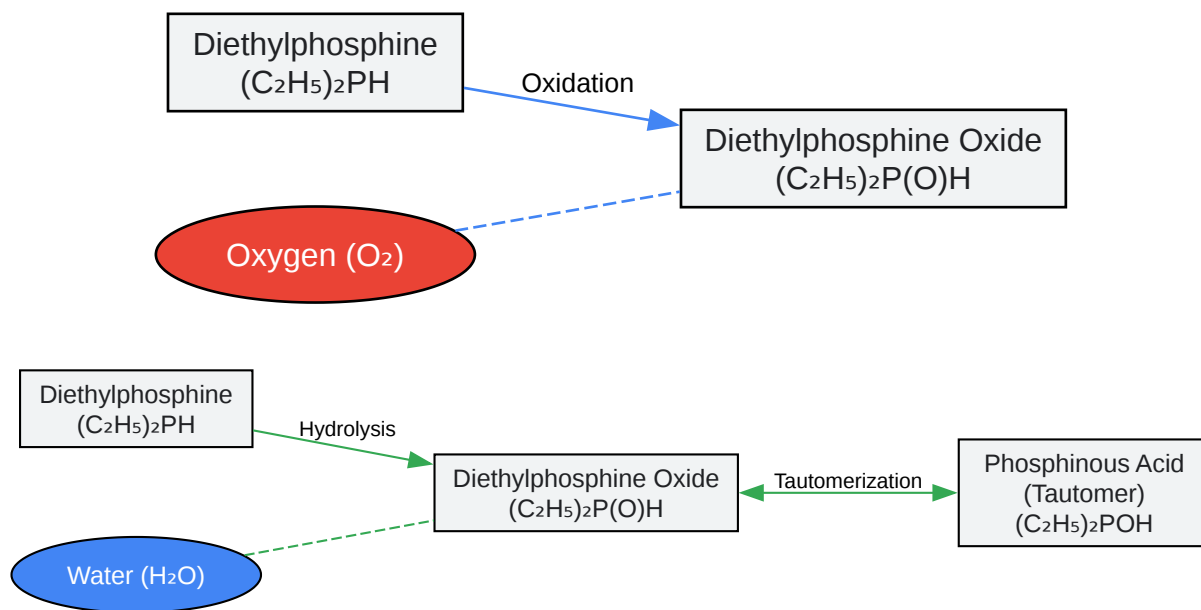 Diethylphosphine
(C₂H₅)₂PH
Oxidation
Diethylphosphine Oxide
(C₂H₅)₂P(O)H
Oxygen (O₂)
Diethylphosphine
(C₂H₅)₂PH
Hydrolysis
Diethylphosphine Oxide
(C₂H₅)₂P(O)H
Tautomerization
Phosphinous Acid
(Tautomer)
(C₂H₅)₂POH
Water (H₂O)